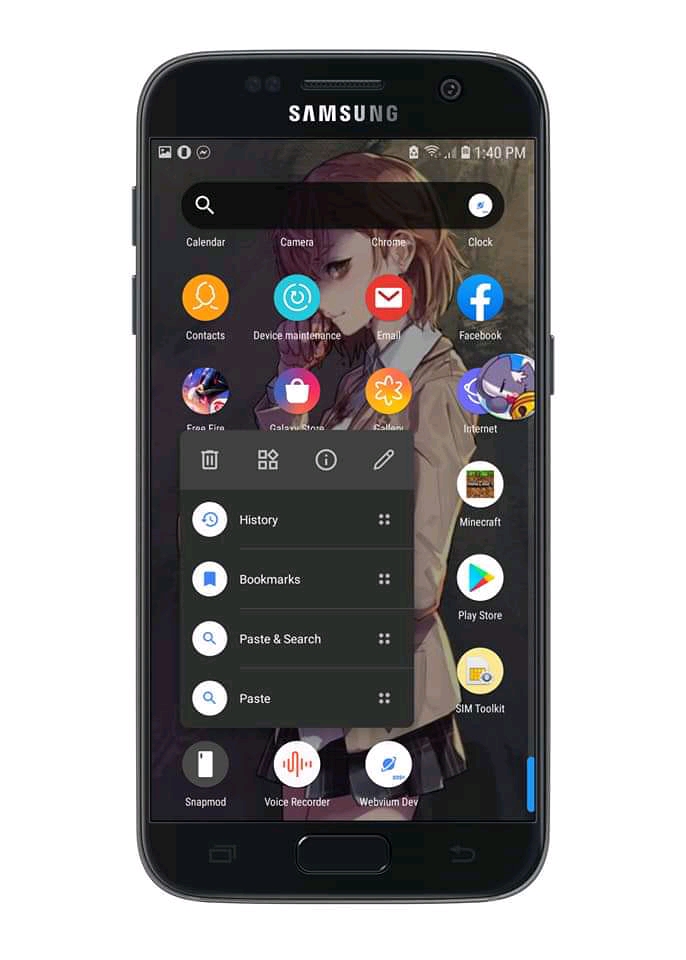 SAMSUNG
1:40 PM
Calendar
Camera
Chrome
Clock
Contacts
Device maintenance
Email
Facebook
Free Fire
Galaxy Store
Gallery
Internet
History
Bookmarks
Paste & Search
Paste
Minecraft
Play Store
SIM Toolkit
Snapmod
Voice Recorder
Webvium Dev